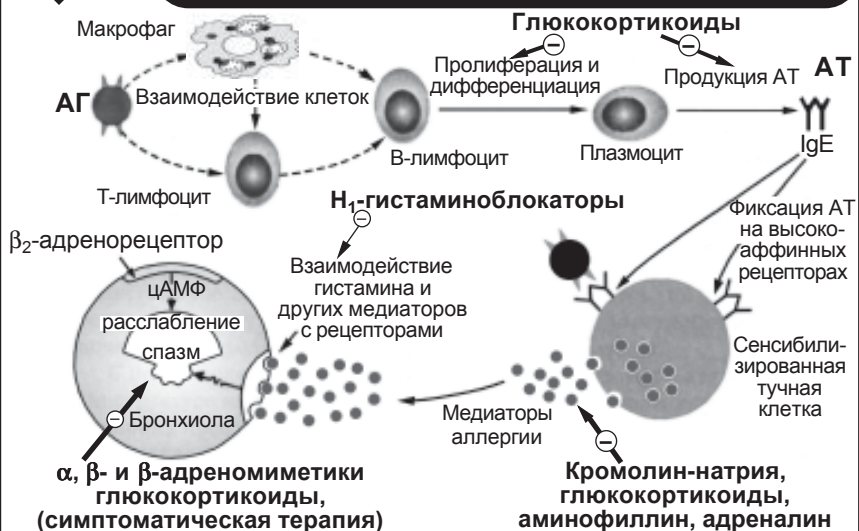 Глюкокортикоиды
Макрофаг
Пролиферация и
дифференциация
Продукция АТ
АТ
АГ
Взаимодействие клеток
IgE
В-лимфоцит
Плазмоцит
Т-лимфоцит
H₁-гистаминоблокаторы
Фиксация АТ
на высоко-
аффинных
рецепторах
β₂-адренорецептор
Взаимодействие
гистамина и
других медиаторов
с рецепторами
цАМФ
расслабление
спазм
Бронхиола
Сенсибили-
зированная
тучная
клетка
Медиаторы
аллергии
α, β- и β-адреномиметики
глюкокортикоиды,
(симптоматическая терапия)
Кромолин-натрия,
глюкокортикоиды,
аминофиллин, адреналин